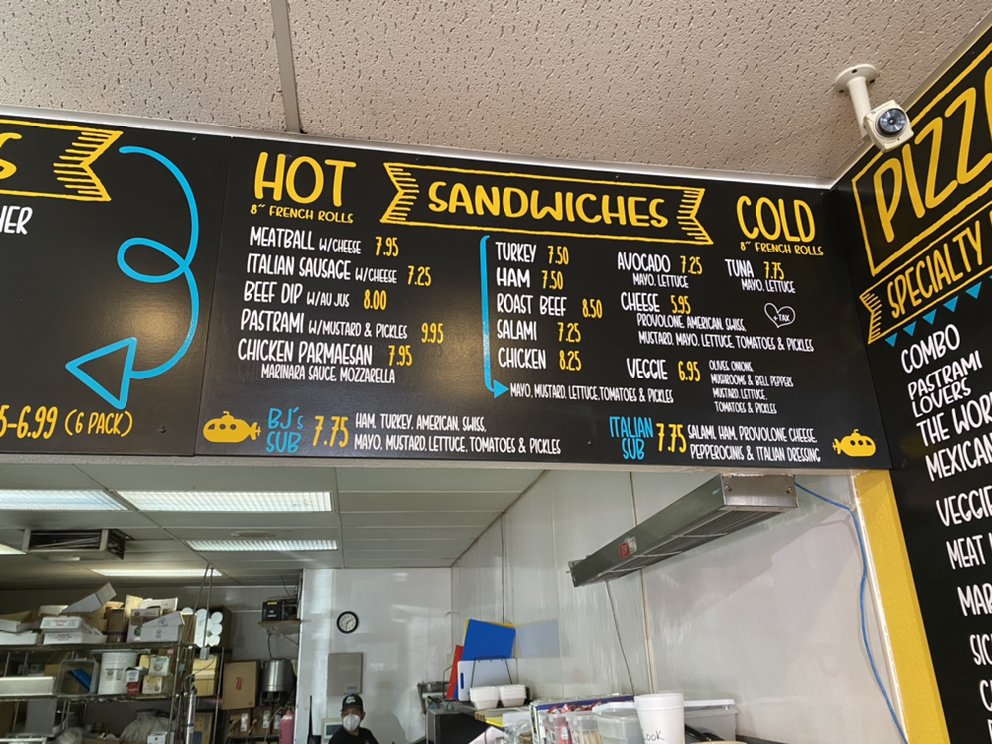 HER
-6.99 (6 PACK)
HOT
8" FRENCH ROLLS
SANDWICHES
COLD
8" FRENCH ROLLS
MEATBALL W/CHEESE 7.95
ITALIAN SAUSAGE W/CHEESE 7.25
BEEF DIP W/AU JUS 8.00
PASTRAMI W/MUSTARD & PICKLES 9.95
CHICKEN PARMAESAN 7.95
MARINARA SAUCE, MOZZARELLA
TURKEY 7.50
HAM 7.50
ROAST BEEF 8.50
SALAMI 7.25
CHICKEN 8.25
MAYO, MUSTARD, LETTUCE, TOMATOES & PICKLES
AVOCADO 7.25
MAYO, LETTUCE
CHEESE 5.95
PROVOLONE, AMERICAN, SWISS,
MUSTARD, MAYO, LETTUCE, TOMATOES & PICKLES
VEGGIE 6.95
OLIVES, ONIONS,
MUSHROOMS & BELL PEPPERS
MUSTARD, LETTUCE,
TOMATOES & PICKLES
TUNA 7.75
MAYO, LETTUCE
+TAX
BJ's
SUB
7.75
HAM, TURKEY, AMERICAN, SWISS,
MAYO, MUSTARD, LETTUCE, TOMATOES & PICKLES
ITALIAN
SUB
7.75
SALAMI, HAM, PROVOLONE CHEESE,
PEPPEROCINIS & ITALIAN DRESSING
PIZZ
SPECIALTY
COMBO
PASTRAMI
LOVERS
THE WOR
MEXICAN
VEGGIE
MEAT
MAR
SIC